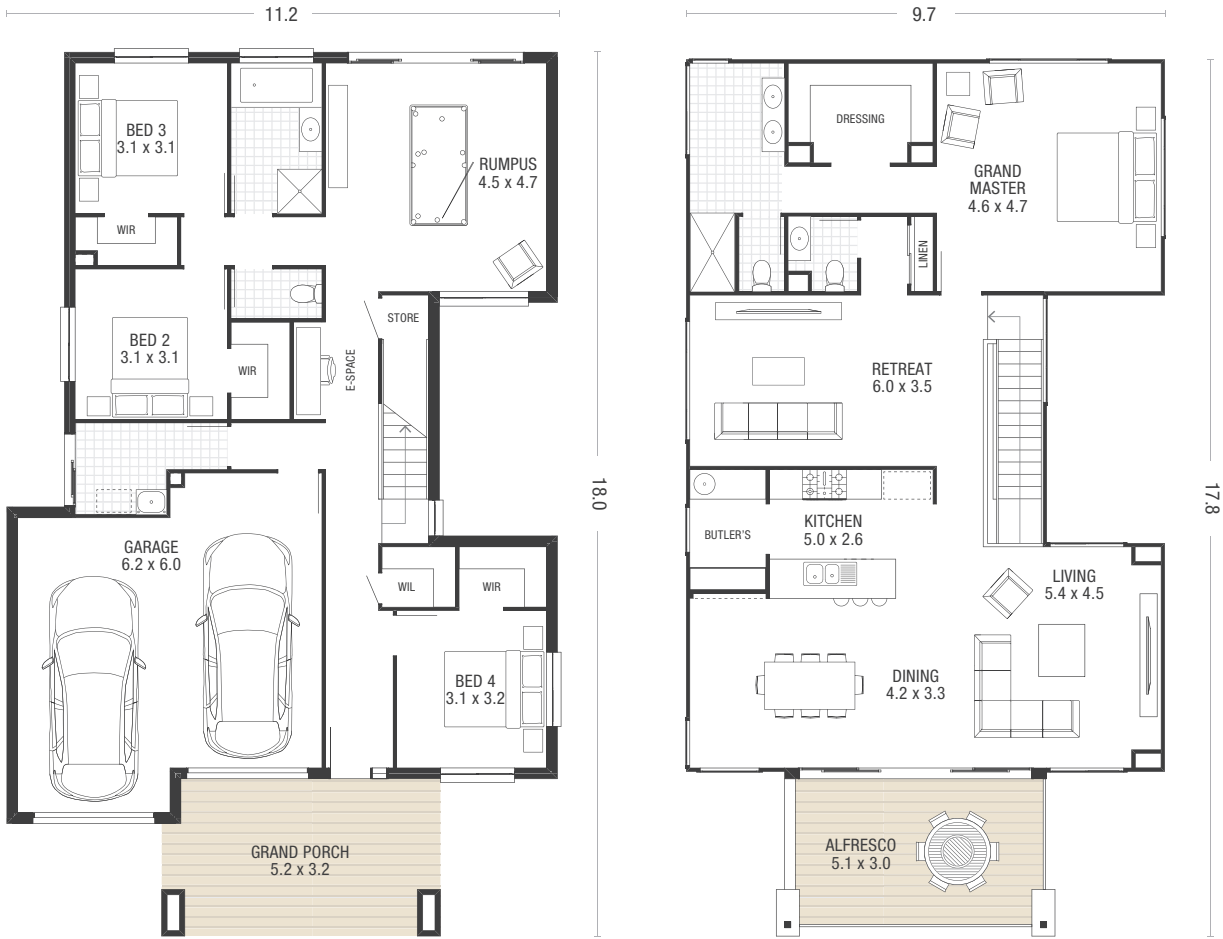 11.2
9.7
BED 3
3.1 x 3.1
RUMPUS
4.5 x 4.7
WIR
BED 2
3.1 x 3.1
WIR
E-SPACE
STORE
18.0
GARAGE
6.2 x 6.0
WIL
WIR
BED 4
3.1 x 3.2
GRAND PORCH
5.2 x 3.2
DRESSING
GRAND
MASTER
4.6 x 4.7
LINEN
RETREAT
6.0 x 3.5
17.8
BUTLER'S
KITCHEN
5.0 x 2.6
LIVING
5.4 x 4.5
DINING
4.2 x 3.3
ALFRESCO
5.1 x 3.0